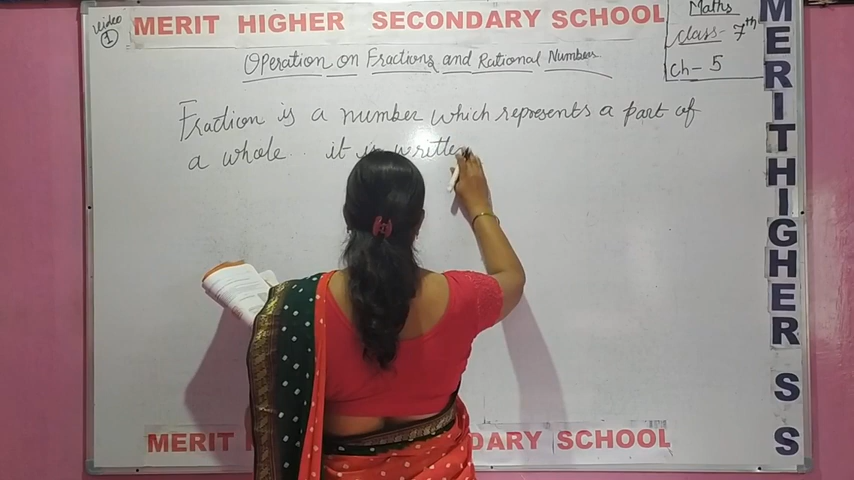 Video
1
MERIT HIGHER SECONDARY SCHOOL
Maths
Class- 7th
Ch- 5
Operation on Fractions and Rational Numbers
Fraction is a number which represents a part of
a whole. it is written
MERIT HIGHER S S
MERIT H DARY SCHOOL